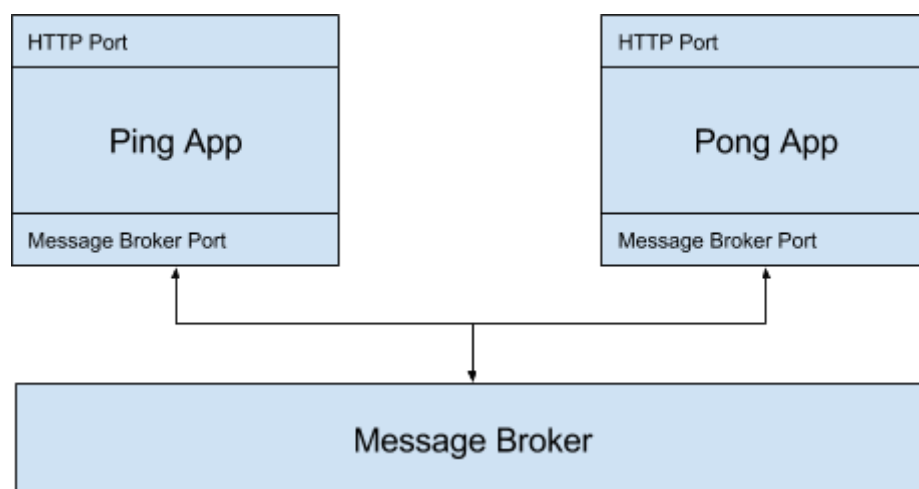 HTTP Port
Ping App
Message Broker Port
HTTP Port
Pong App
Message Broker Port
Message Broker